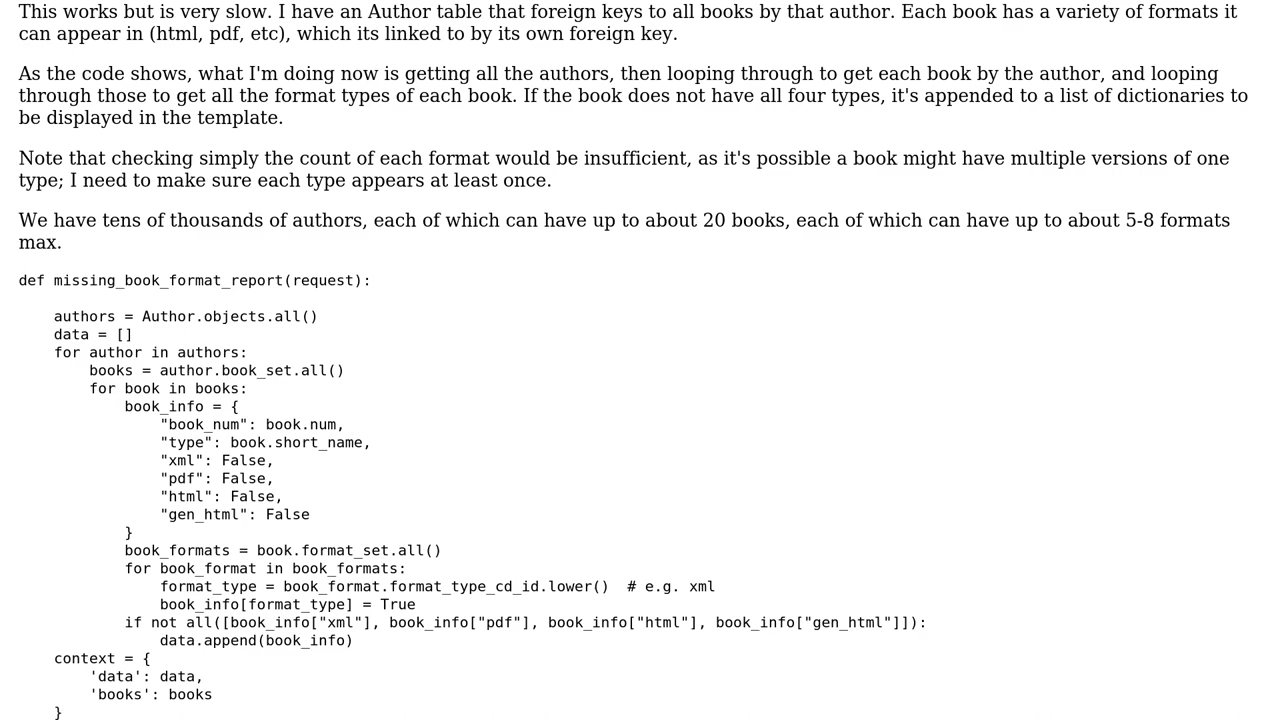 This works but is very slow. I have an Author table that foreign keys to all books by that author. Each book has a variety of formats it
can appear in (html, pdf, etc), which its linked to by its own foreign key.
As the code shows, what I'm doing now is getting all the authors, then looping through to get each book by the author, and looping
through those to get all the format types of each book. If the book does not have all four types, it's appended to a list of dictionaries to
be displayed in the template.
Note that checking simply the count of each format would be insufficient, as it's possible a book might have multiple versions of one
type; I need to make sure each type appears at least once.
We have tens of thousands of authors, each of which can have up to about 20 books, each of which can have up to about 5-8 formats
max.
def missing_book_format_report(request):
    authors = Author.objects.all()
    data = []
    for author in authors:
        books = author.book_set.all()
        for book in books:
            book_info = {
                "book_num": book.num,
                "type": book.short_name,
                "xml": False,
                "pdf": False,
                "html": False,
                "gen_html": False
            }
            book_formats = book.format_set.all()
            for book_format in book_formats:
                format_type = book_format.format_type_cd_id.lower()  # e.g. xml
                book_info[format_type] = True
            if not all([book_info["xml"], book_info["pdf"], book_info["html"], book_info["gen_html"]]):
                data.append(book_info)
    context = {
        'data': data,
        'books': books
    }